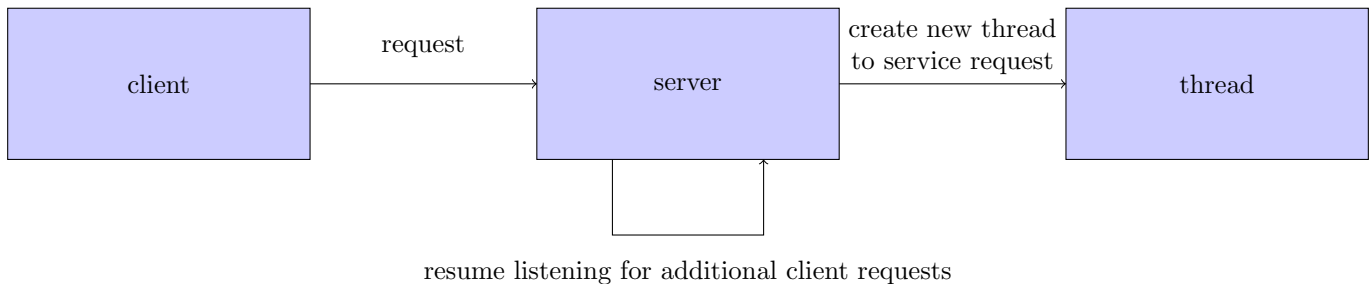 client
request
server
create new thread
to service request
thread
resume listening for additional client requests